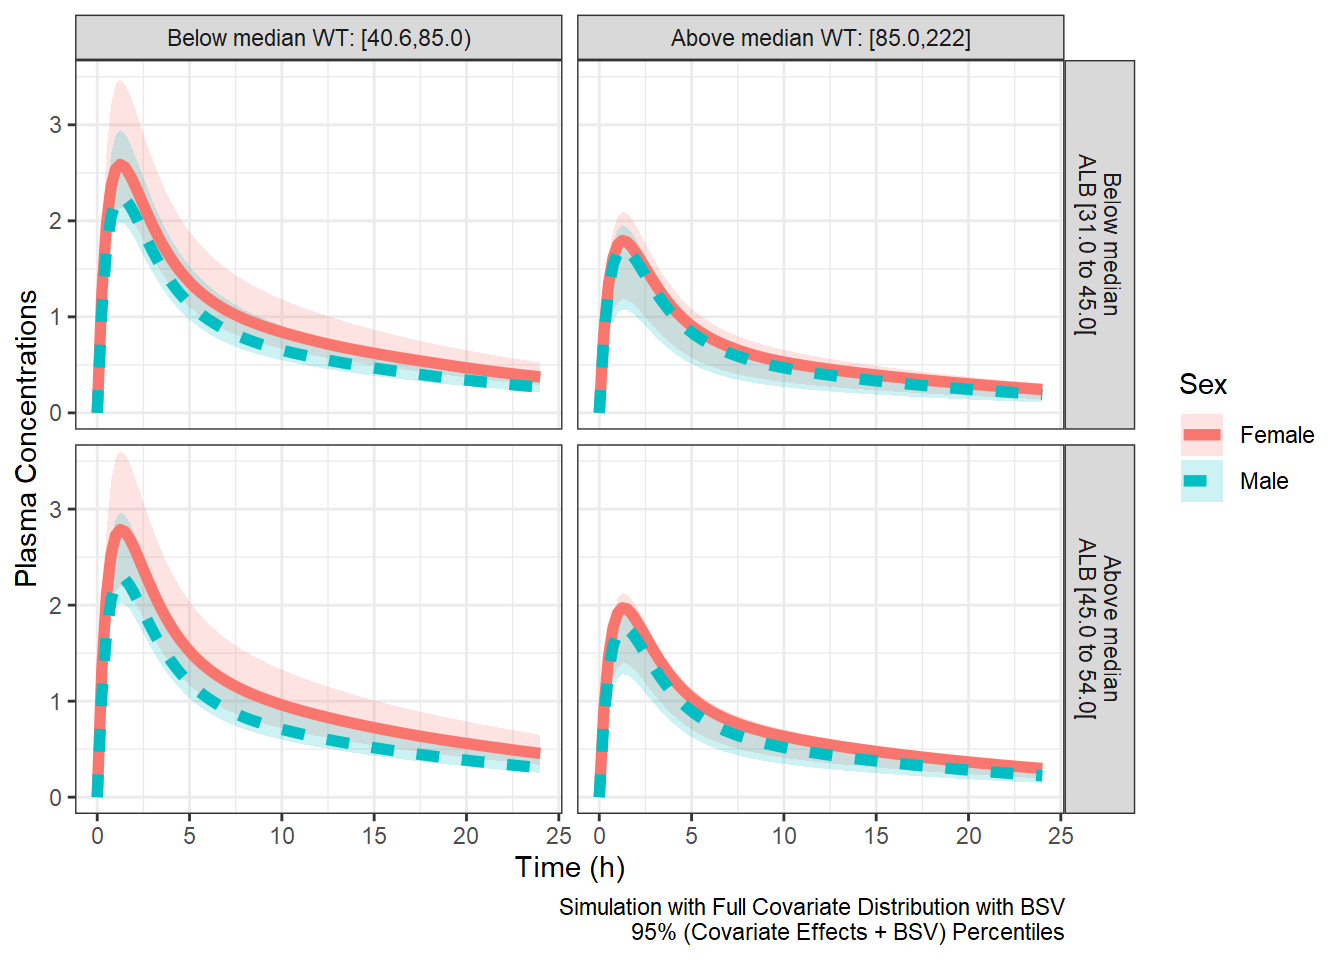 Below median WT: [40.6,85.0)
Above median WT: [85.0,222]
Below median
ALB [31.0 to 45.0[
Above median
ALB [45.0 to 54.0[
Plasma Concentrations
3
2
1
0
3
2
1
0
0
5
10
15
20
25
0
5
10
15
20
25
Time (h)
Sex
Female
Male
Simulation with Full Covariate Distribution with BSV
95% (Covariate Effects + BSV) Percentiles